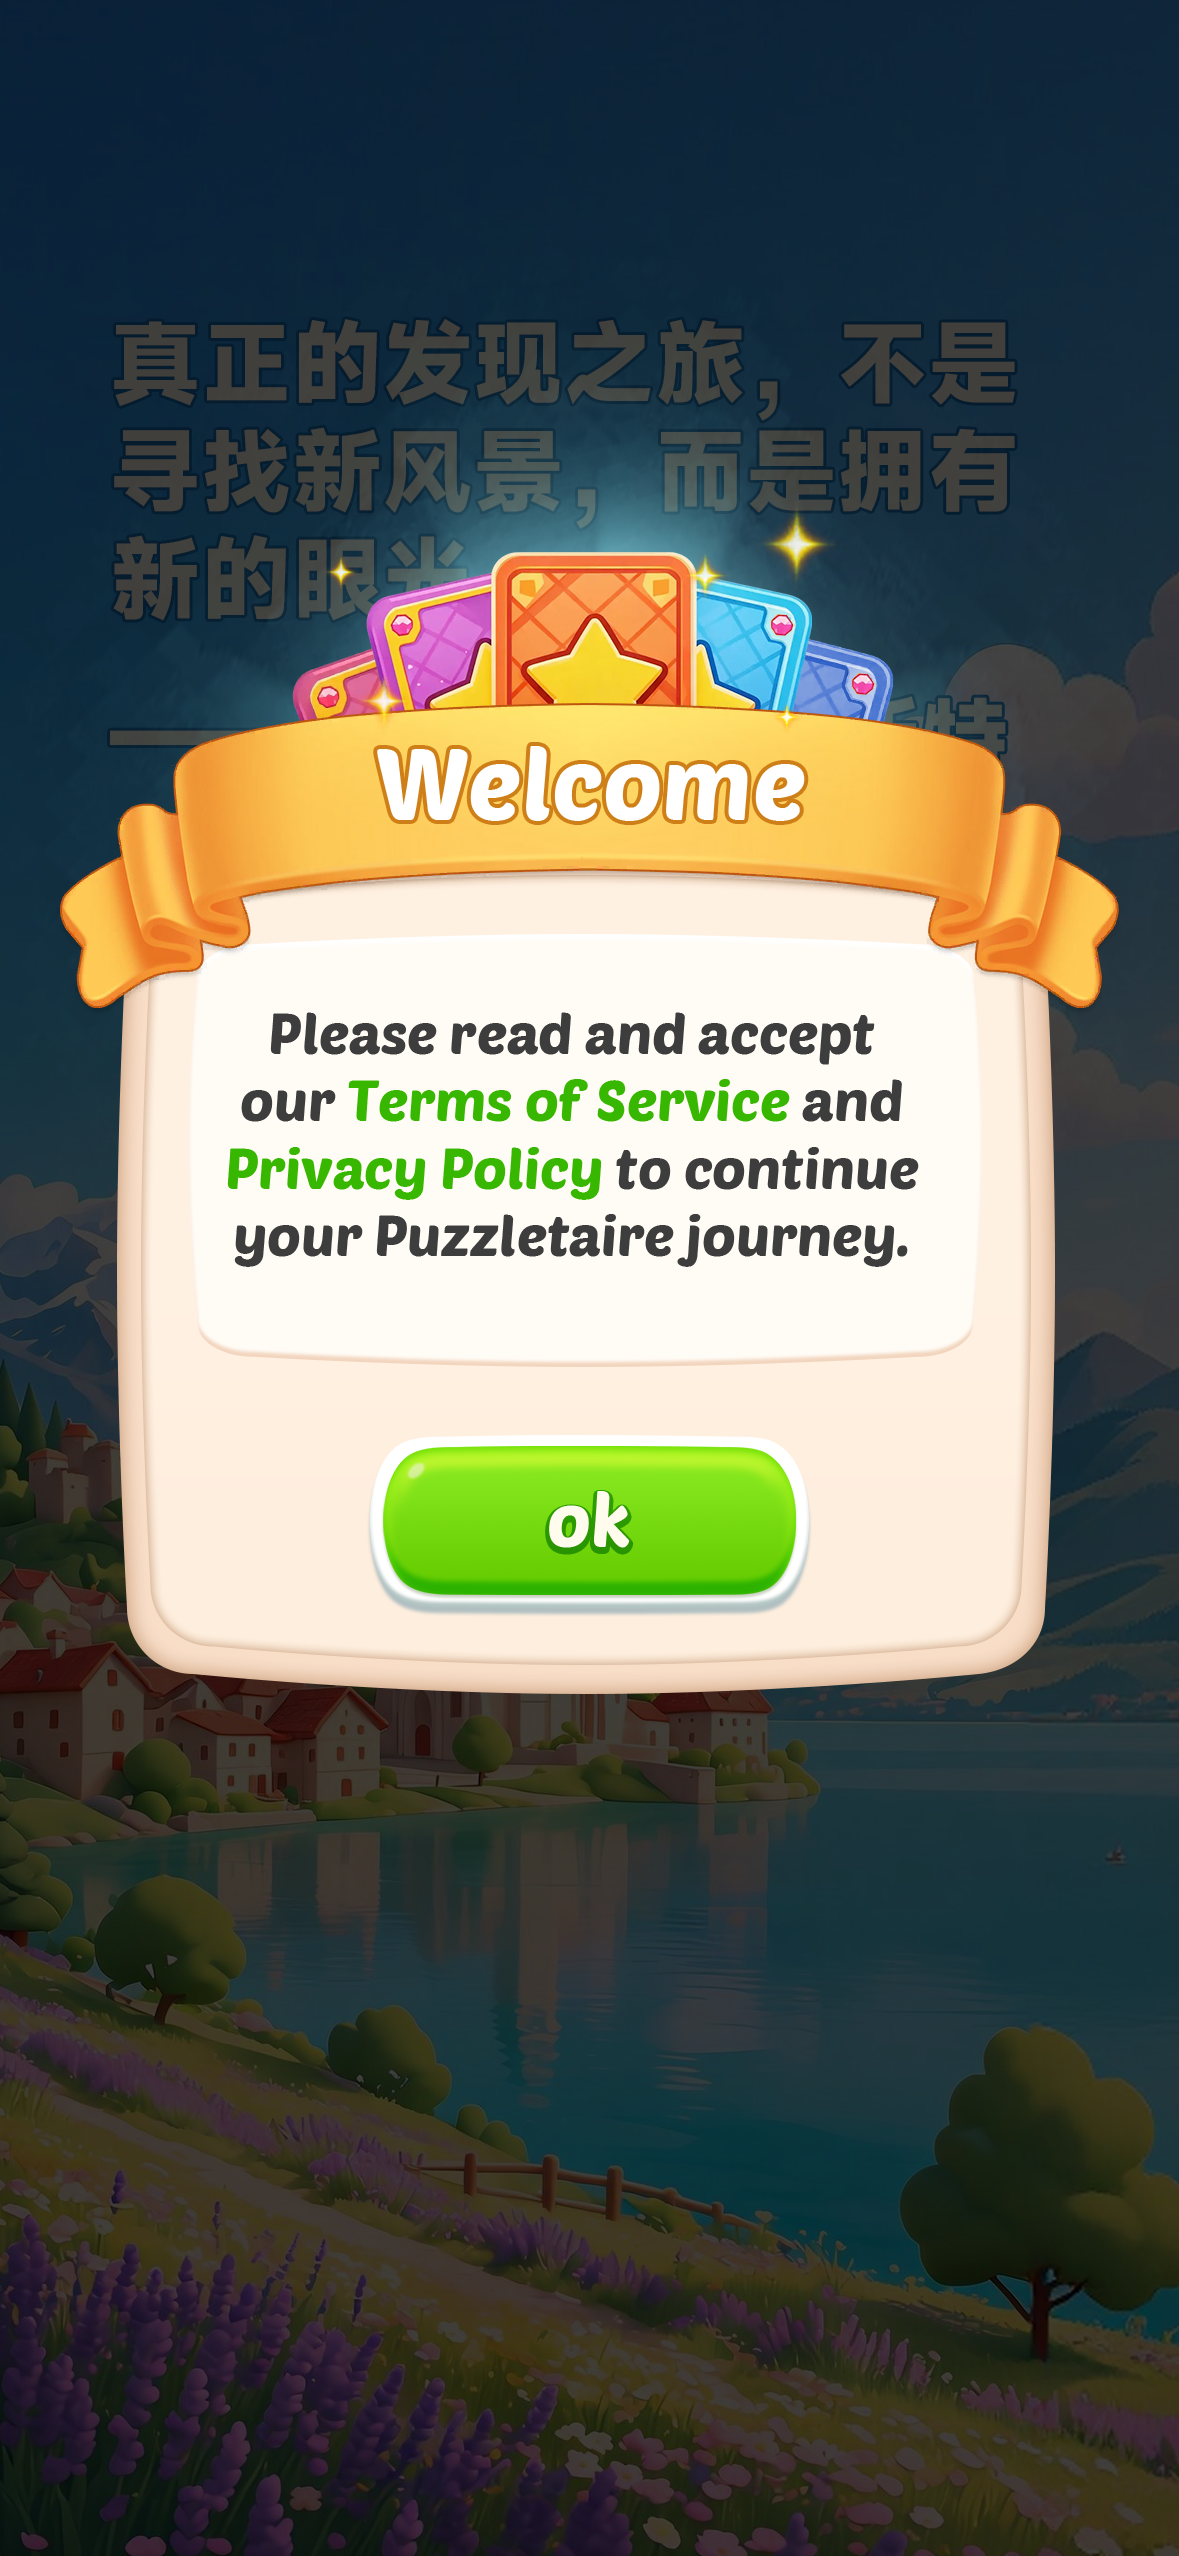 真正的发现之旅，不是
寻找新风景，而是拥有
新的眼光
特
Welcome
Please read and accept
our Terms of Service and
Privacy Policy to continue
your Puzzletaire journey.
ok